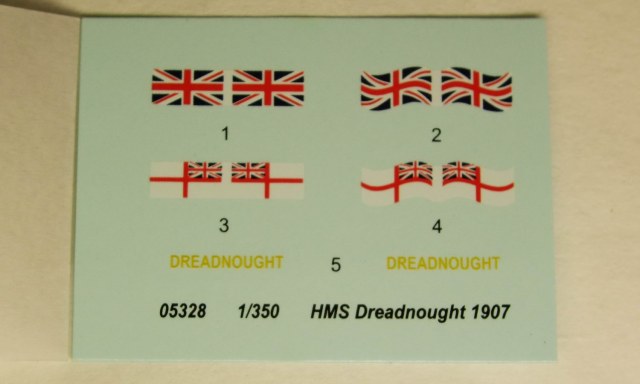 1 2
3 4
DREADNOUGHT 5 DREADNOUGHT
05328 1/350 HMS Dreadnought 1907